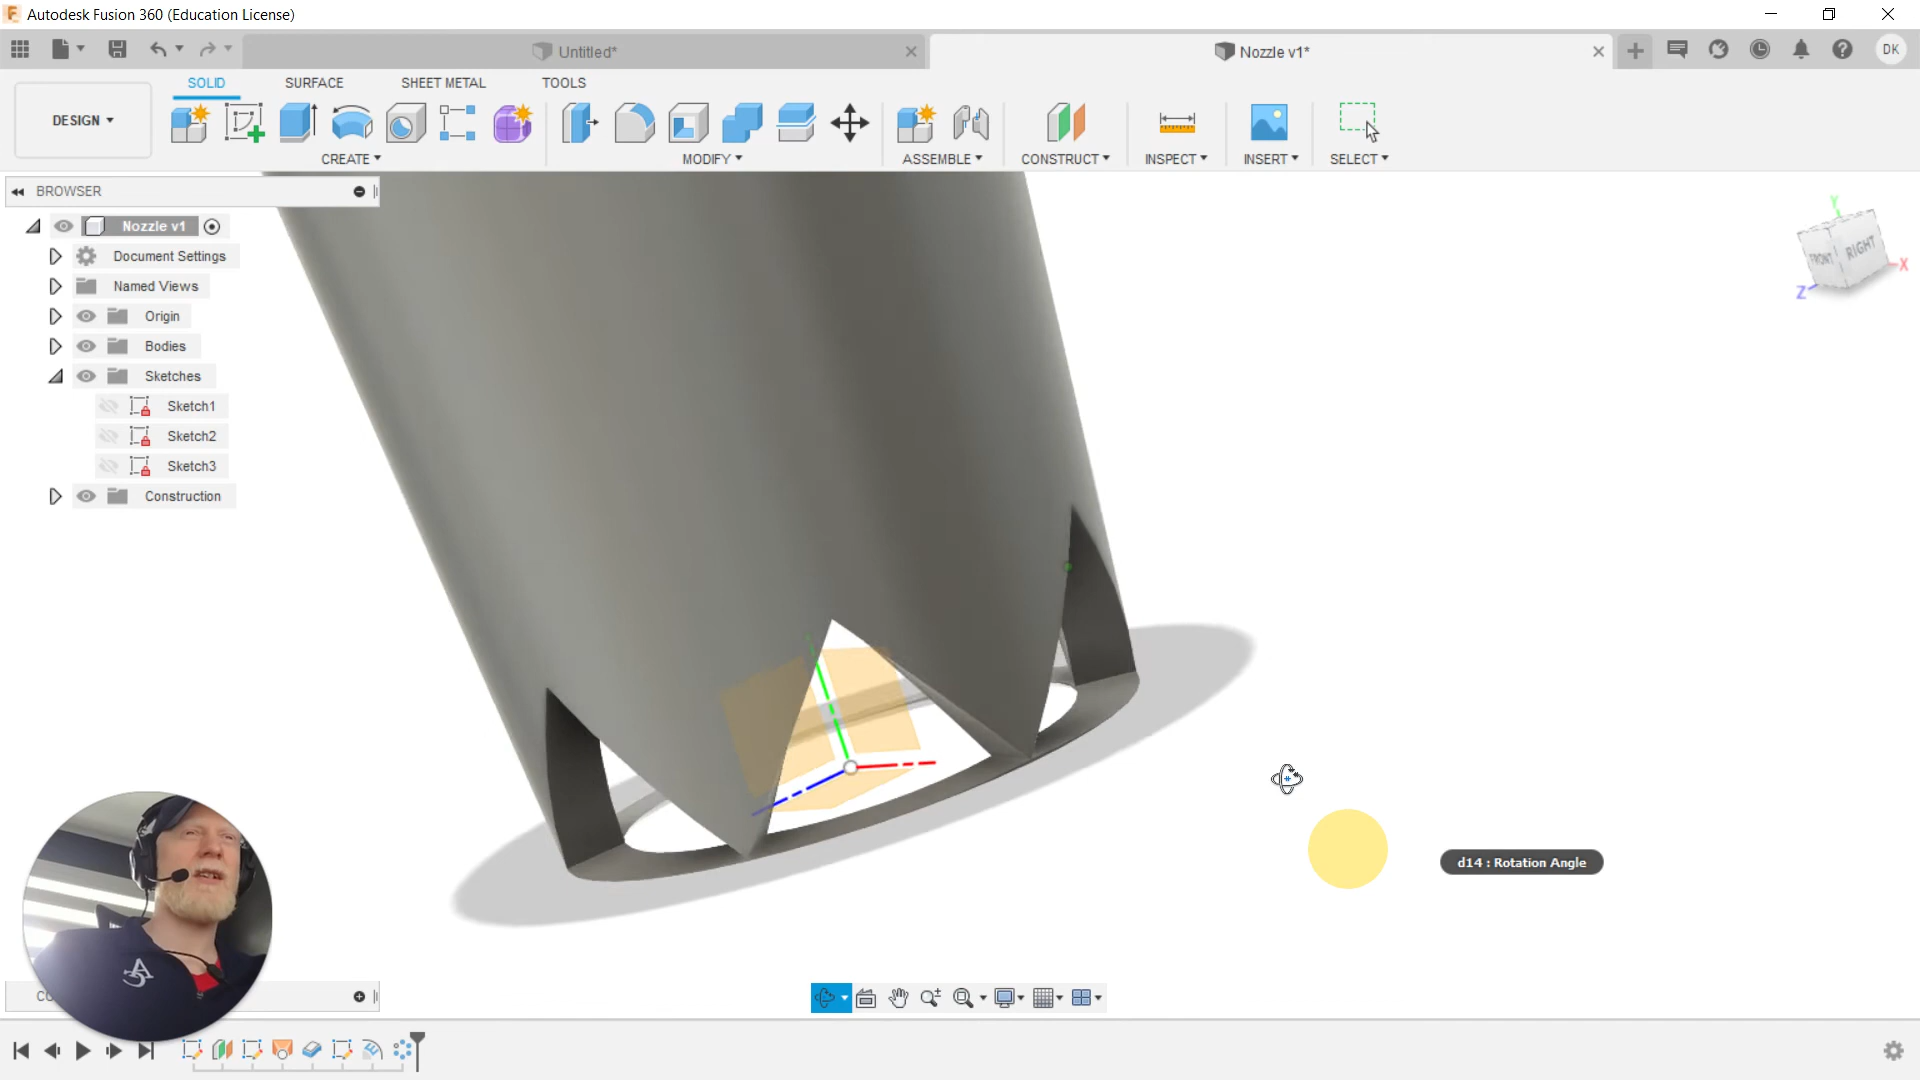 Autodesk Fusion 360 (Education License)
Untitled*
Nozzle v1*
DK
SOLID
SURFACE
SHEET METAL
TOOLS
DESIGN
CREATE
MODIFY
ASSEMBLE
CONSTRUCT
INSPECT
INSERT
SELECT
BROWSER
Nozzle v1
Document Settings
Named Views
Origin
Bodies
Sketches
Sketch1
Sketch2
Sketch3
Construction
Y
FRONT
RIGHT
X
Z
d14 : Rotation Angle